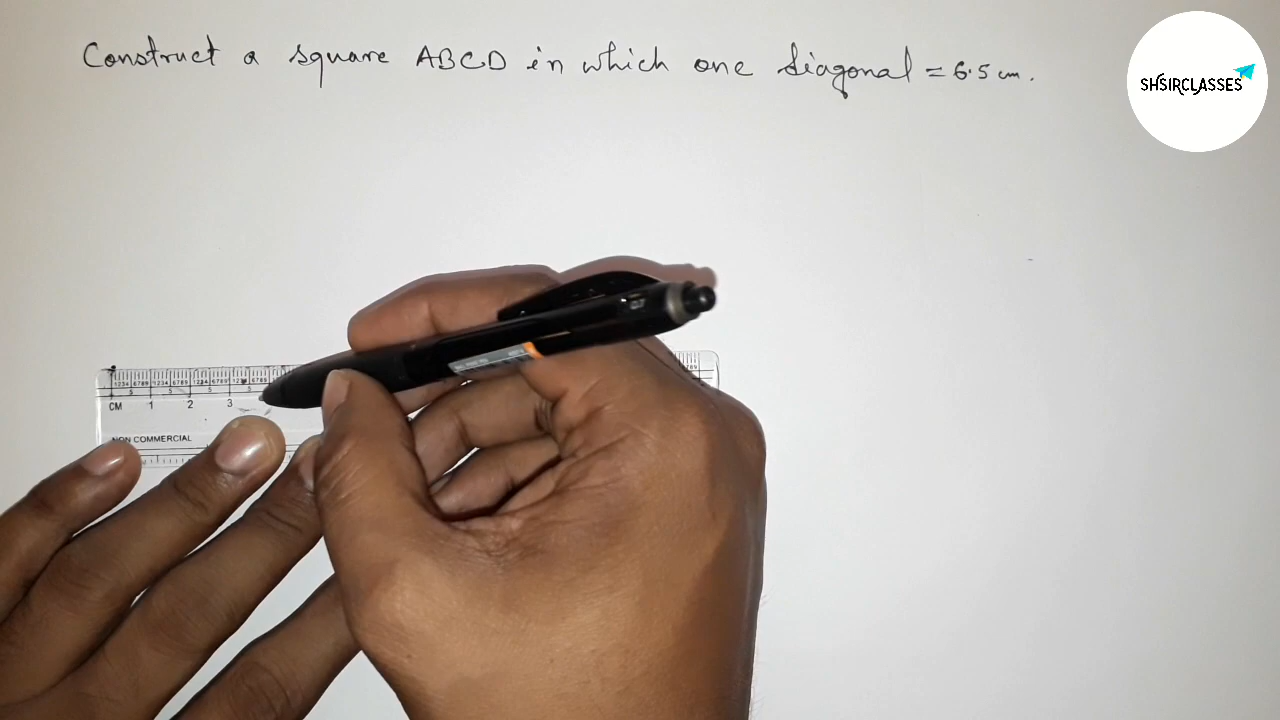 Construct a square ABCD in which one diagonal = 6.5 cm.
SHSIRCLASSES
CM 1 2 3
NON COMMERCIAL